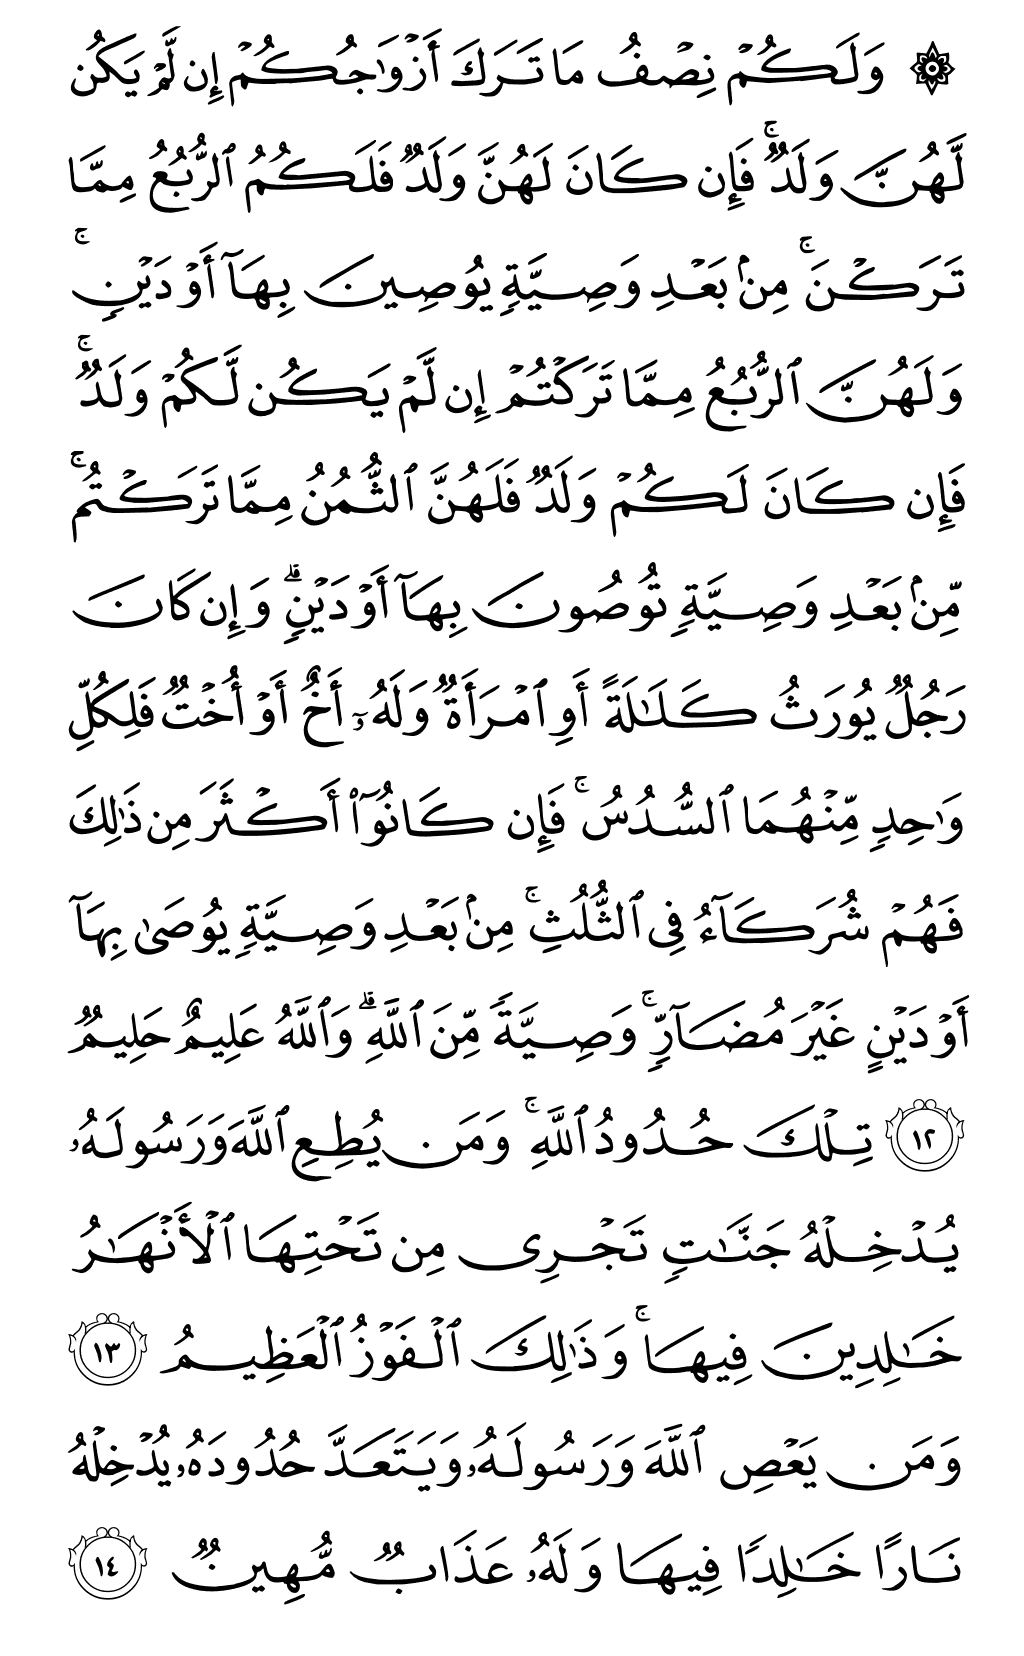 ۞ وَلَكُمۡ نِصۡفُ مَا تَرَكَ أَزۡوَٰجُكُمۡ إِن لَّمۡ يَكُن
لَّهُنَّ وَلَدٞۚ فَإِن كَانَ لَهُنَّ وَلَدٞ فَلَكُمُ ٱلرُّبُعُ مِمَّا
تَرَكۡنَۚ مِنۢ بَعۡدِ وَصِيَّةٖ يُوصِينَ بِهَآ أَوۡ دَيۡنٖۚ
وَلَهُنَّ ٱلرُّبُعُ مِمَّا تَرَكۡتُمۡ إِن لَّمۡ يَكُن لَّكُمۡ وَلَدٞۚ
فَإِن كَانَ لَكُمۡ وَلَدٞ فَلَهُنَّ ٱلثُّمُنُ مِمَّا تَرَكۡتُمۚ
مِّنۢ بَعۡدِ وَصِيَّةٖ تُوصُونَ بِهَآ أَوۡ دَيۡنٖۗ وَإِن كَانَ
رَجُلٞ يُورَثُ كَلَٰلَةً أَوِ ٱمۡرَأَةٞ وَلَهُۥٓ أَخٌ أَوۡ أُخۡتٞ فَلِكُلِّ
وَٰحِدٖ مِّنۡهُمَا ٱلسُّدُسُۚ فَإِن كَانُوٓاْ أَكۡثَرَ مِن ذَٰلِكَ
فَهُمۡ شُرَكَآءُ فِي ٱلثُّلُثِۚ مِنۢ بَعۡدِ وَصِيَّةٖ يُوصَىٰ بِهَآ
أَوۡ دَيۡنٍ غَيۡرَ مُضَآرّٖۚ وَصِيَّةٗ مِّنَ ٱللَّهِۗ وَٱللَّهُ عَلِيمٌ حَلِيمٞ
١٢ تِلۡكَ حُدُودُ ٱللَّهِۚ وَمَن يُطِعِ ٱللَّهَ وَرَسُولَهُۥ
يُدۡخِلۡهُ جَنَّٰتٖ تَجۡرِي مِن تَحۡتِهَا ٱلۡأَنۡهَٰرُ
خَٰلِدِينَ فِيهَاۚ وَذَٰلِكَ ٱلۡفَوۡزُ ٱلۡعَظِيمُ ١٣
وَمَن يَعۡصِ ٱللَّهَ وَرَسُولَهُۥ وَيَتَعَدَّ حُدُودَهُۥ يُدۡخِلۡهُ
نَارًا خَٰلِدٗا فِيهَا وَلَهُۥ عَذَابٞ مُّهِينٞ ١٤